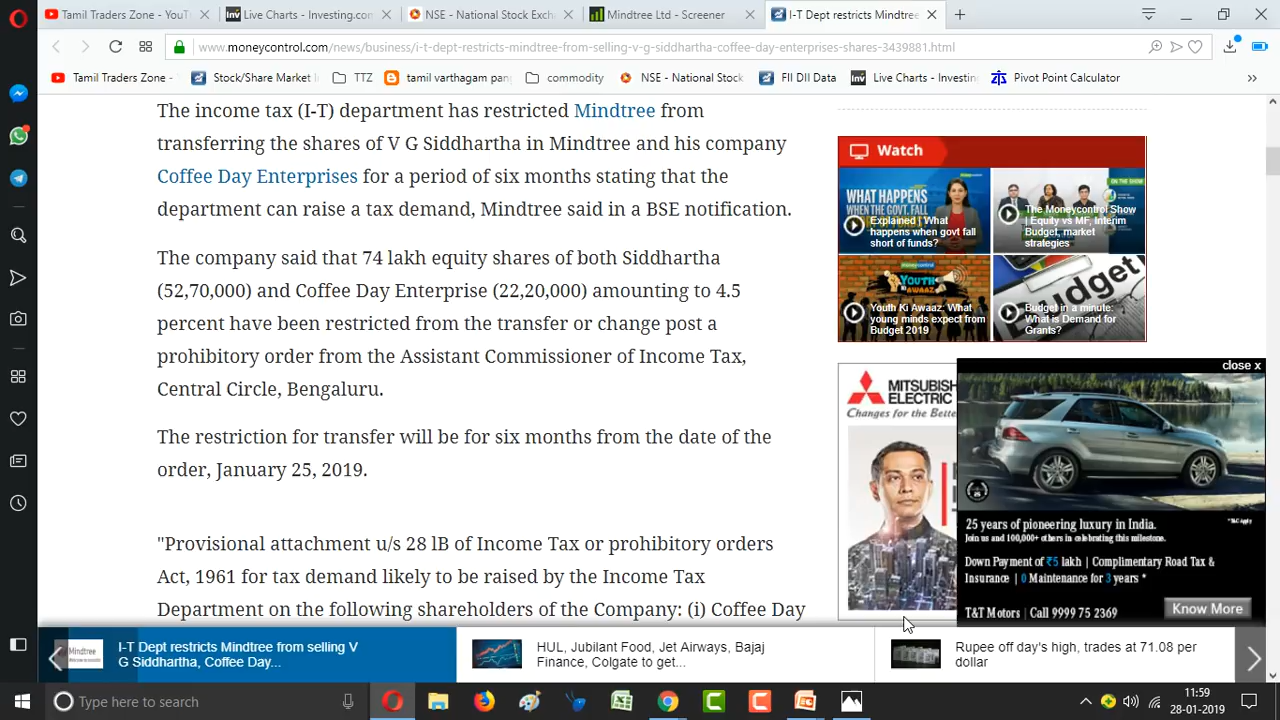 Tamil Traders Zone - YouT
Live Charts - Investing.con
NSE - National Stock Exch
Mindtree Ltd - Screener
I-T Dept restricts Mindtree
www.moneycontrol.com/news/business/i-t-dept-restricts-mindtree-from-selling-v-g-siddhartha-coffee-day-enterprises-shares-3439881.html
Tamil Traders Zone -
Stock/Share Market
TTZ
tamil varthagam pan
commodity
NSE - National Stock
FII DII Data
Live Charts - Investin
Pivot Point Calculator
The income tax (I-T) department has restricted Mindtree from
transferring the shares of V G Siddhartha in Mindtree and his company
Coffee Day Enterprises for a period of six months stating that the
department can raise a tax demand, Mindtree said in a BSE notification.
The company said that 74 lakh equity shares of both Siddhartha
and Coffee Day Enterprise (22,20,000) amounting to 4.5
percent have been restricted from the transfer or change post a
prohibitory order from the Assistant Commissioner of Income Tax,
Central Circle, Bengaluru.
The restriction for transfer will be for six months from the date of the
order, January 25, 2019.
"Provisional attachment u/s 28 lB of Income Tax or prohibitory orders
Act, 1961 for tax demand likely to be raised by the Income Tax
Department on the following shareholders of the Company: (i) Coffee Day
Watch
WHAT HAPPENS
WHEN THE GOVT. FALL
Explained | What
happens when govt fall
short of funds?
The Moneycontrol Show
| Equity vs MF, Interim
Budget, market
strategies
YOUTH
AWAAZ
Youth Ki Awaaz: What
young minds expect from
Budget 2019
Budget in a minute:
What is Demand for
Grants?
MITSUBISH
ELECTRIC
Changes for the Bette
close x
25 years of pioneering luxury in India.
*T&C Apply
Join us and 100,000+ others in celebrating this milestone.
Down Payment of ₹5 lakh | Complimentary Road Tax &
Insurance | 0 Maintenance for 3 years *
T&T Motors | Call 9999 75 2369
Know More
Mindtree
I-T Dept restricts Mindtree from selling V
G Siddhartha, Coffee Day...
HUL, Jubilant Food, Jet Airways, Bajaj
Finance, Colgate to get...
Rupee off day's high, trades at 71.08 per
dollar
Type here to search
11:59
28-01-2019